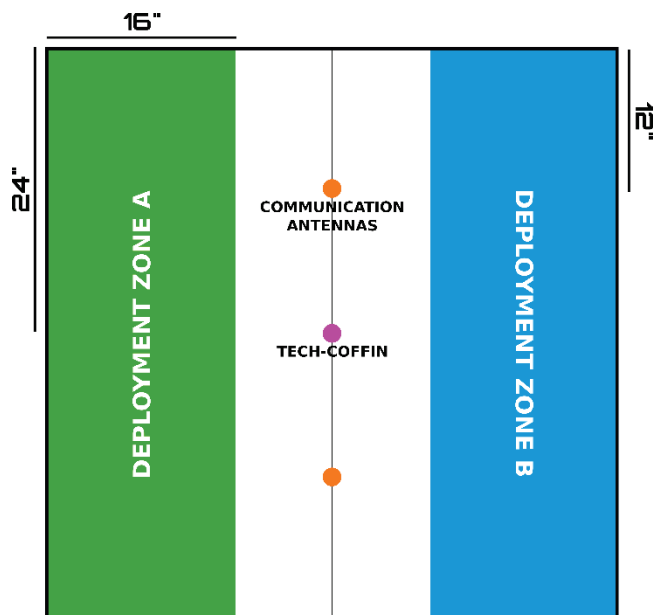 16"
24"
12"
COMMUNICATION
ANTENNAS
TECH-COFFIN
DEPLOYMENT ZONE A
DEPLOYMENT ZONE B